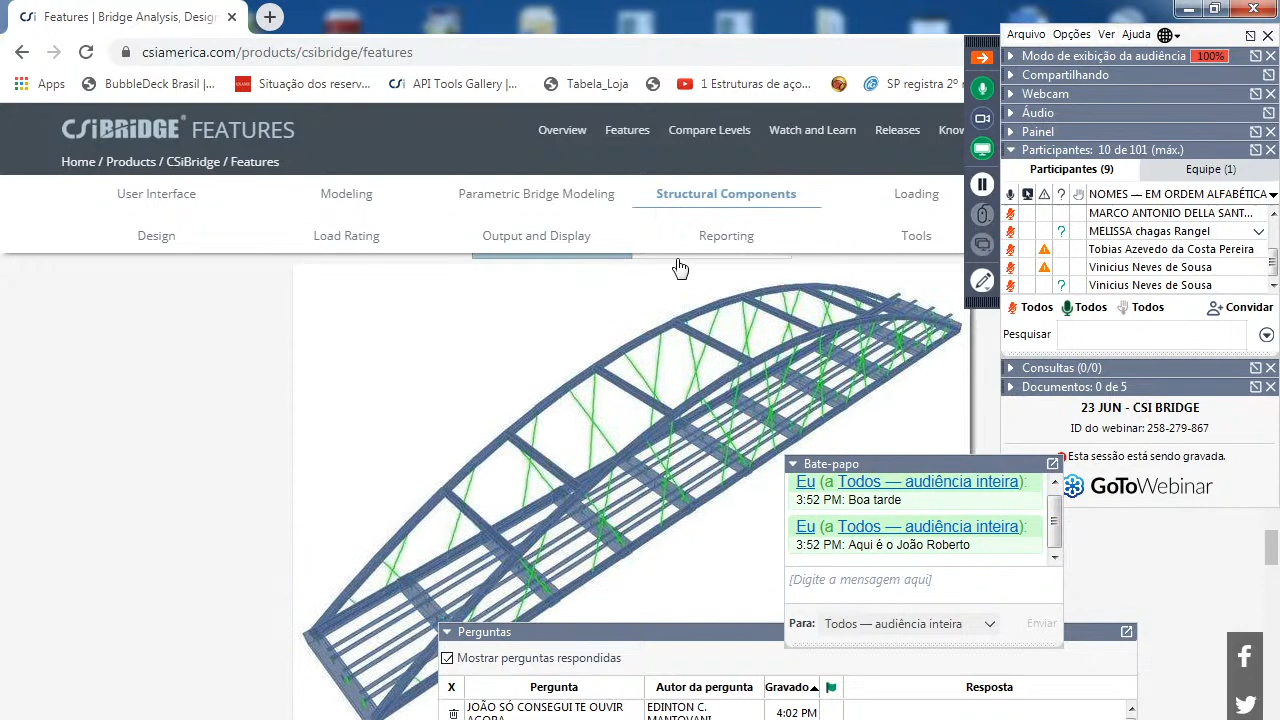 Features | Bridge Analysis, Design
csiamerica.com/products/csibridge/features
Apps
BubbleDeck Brasil |...
Situação dos reserv...
API Tools Gallery |...
Tabela_Loja
1 Estruturas de aço...
SP registra 2º r
CSiBRIDGE® FEATURES
Overview
Features
Compare Levels
Watch and Learn
Releases
Know
Home / Products / CSiBridge / Features
User Interface
Modeling
Parametric Bridge Modeling
Structural Components
Loading
Design
Load Rating
Output and Display
Reporting
Tools
Arquivo Opções Ver Ajuda
Modo de exibição da audiência 100%
Compartilhando
Webcam
Áudio
Painel
Participantes: 10 de 101 (máx.)
Participantes (9)
Equipe (1)
NOMES — EM ORDEM ALFABÉTICA
MARCO ANTONIO DELLA SANT...
MELISSA chagas Rangel
Tobias Azevedo da Costa Pereira
Vinicius Neves de Sousa
Vinicius Neves de Sousa
Todos Todos Todos Convidar
Pesquisar
Consultas (0/0)
Documentos: 0 de 5
23 JUN - CSI BRIDGE
ID do webinar: 258-279-867
Esta sessão está sendo gravada.
GoToWebinar
Bate-papo
Eu (a Todos — audiência inteira):
3:52 PM: Boa tarde
Eu (a Todos — audiência inteira):
3:52 PM: Aqui é o João Roberto
[Digite a mensagem aqui]
Para: Todos — audiência inteira
Enviar
Perguntas
Mostrar perguntas respondidas
X Pergunta Autor da pergunta Gravado Resposta
JOÃO SÓ CONSEGUI TE OUVIR AGORA
EDINTON C. MANTOVANI
4:02 PM